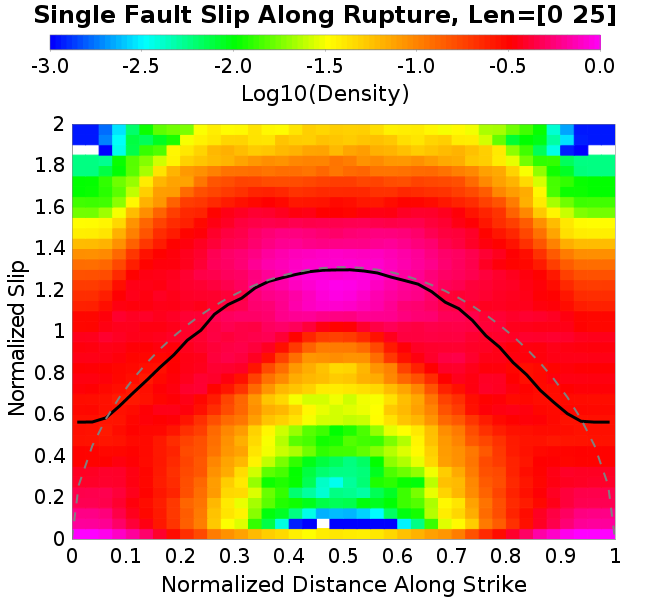 Single Fault Slip Along Rupture, Len=[0 25]
-3.0 -2.5 -2.0 -1.5 -1.0 -0.5 0.0
Log10(Density)
2
1.8
1.6
1.4
1.2
1
0.8
0.6
0.4
0.2
0
Normalized Slip
0 0.1 0.2 0.3 0.4 0.5 0.6 0.7 0.8 0.9 1
Normalized Distance Along Strike